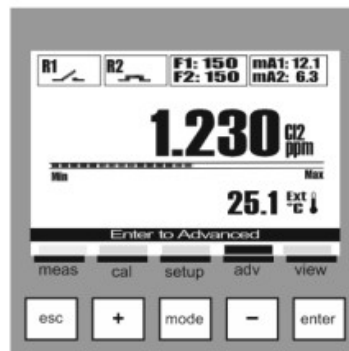 R1 R2 F1: 150 mA1: 12.1
F2: 150 mA2: 6.3
1.230 Cl2 ppm
Min Max
25.1 Ext °C
Enter to Advanced
meas cal setup adv view
esc + mode - enter